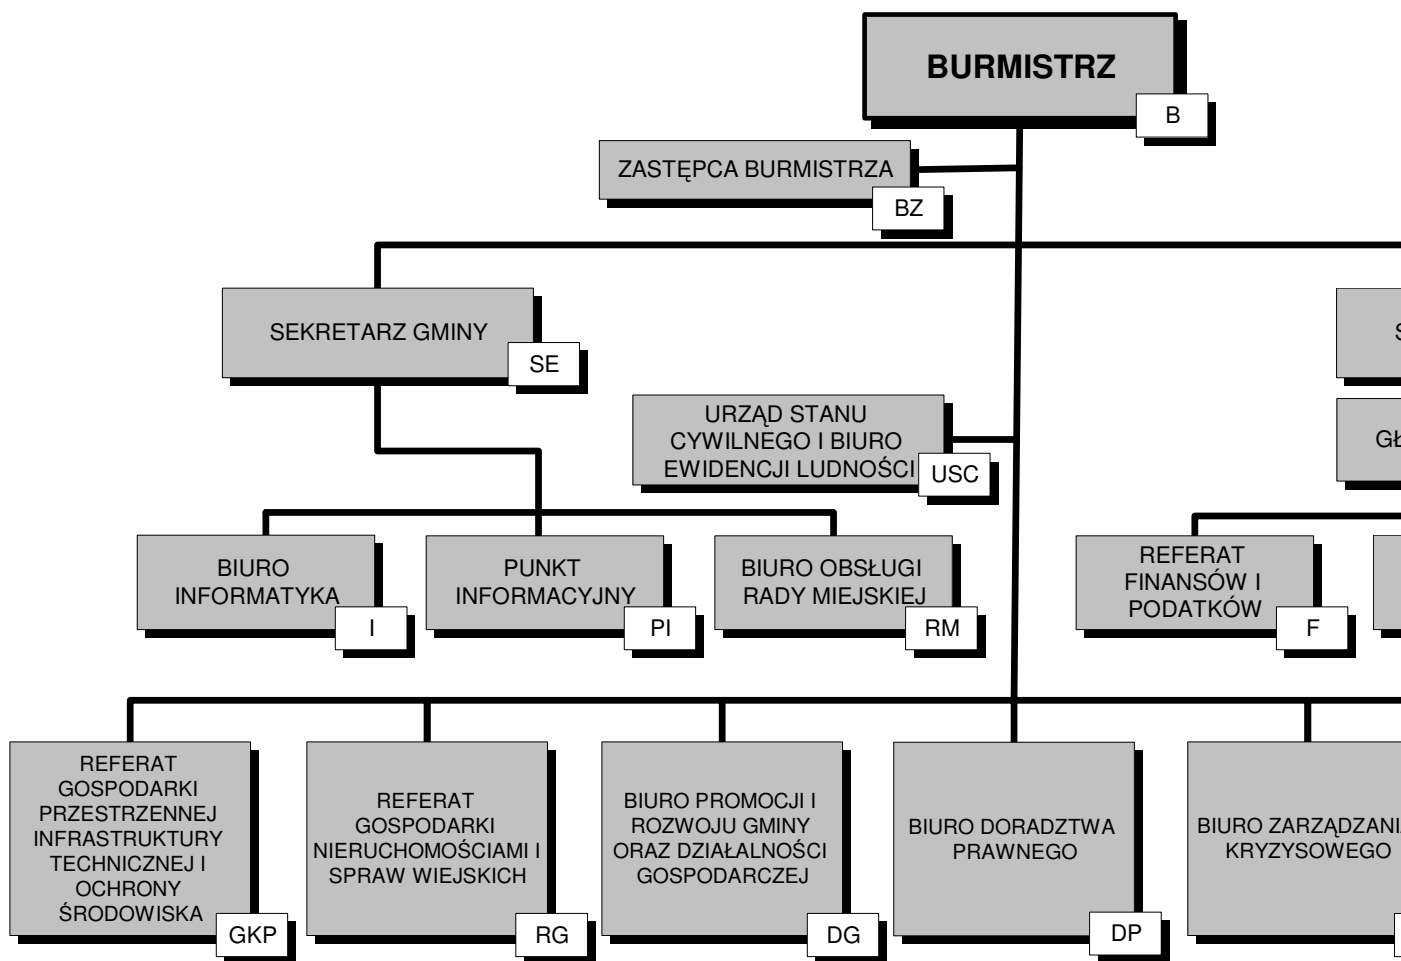 BURMISTRZ
B
ZASTĘPCA BURMISTRZA
BZ
SEKRETARZ GMINY
SE
URZĄD STANU
CYWILNEGO I BIURO
EWIDENCJI LUDNOŚCI
USC
BIURO
INFORMATYKA
I
PUNKT
INFORMACYJNY
PI
BIURO OBSŁUGI
RADY MIEJSKIEJ
RM
REFERAT
FINANSÓW I
PODATKÓW
F
REFERAT
GOSPODARKI
PRZESTRZENNEJ
INFRASTRUKTURY
TECHNICZNEJ I
OCHRONY
ŚRODOWISKA
GKP
REFERAT
GOSPODARKI
NIERUCHOMOŚCIAMI I
SPRAW WIEJSKICH
RG
BIURO PROMOCJI I
ROZWOJU GMINY
ORAZ DZIAŁALNOŚCI
GOSPODARCZEJ
DG
BIURO DORADZTWA
PRAWNEGO
DP
BIURO ZARZĄDZANIA
KRYZYSOWEGO